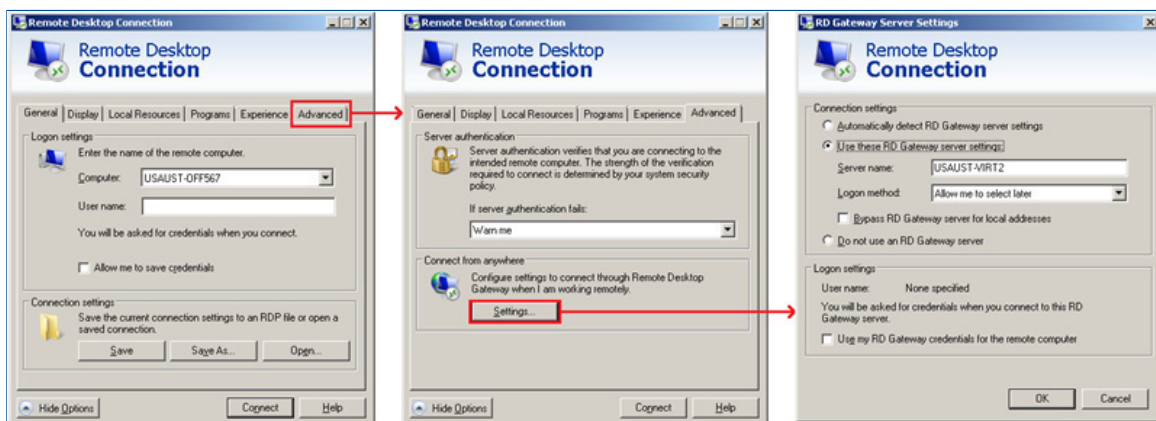 Remote Desktop Connection
Remote Desktop
Connection
General
Display
Local Resources
Programs
Experience
Advanced
Logon settings
Enter the name of the remote computer.
Computer:
USAUST-OFF567
User name:
You will be asked for credentials when you connect.
Allow me to save credentials
Connection settings
Save the current connection settings to an RDP file or open a
saved connection.
Save
Save As...
Open...
Hide Options
Connect
Help
Remote Desktop Connection
Remote Desktop
Connection
General
Display
Local Resources
Programs
Experience
Advanced
Server authentication
Server authentication verifies that you are connecting to the
intended remote computer. The strength of the verification
required to connect is determined by your system security
policy.
If server authentication fails:
Warn me
Connect from anywhere
Configure settings to connect through Remote Desktop
Gateway when I am working remotely.
Settings...
Hide Options
Connect
Help
RD Gateway Server Settings
Remote Desktop
Connection
Connection settings
Automatically detect RD Gateway server settings
Use these RD Gateway server settings:
Server name:
USAUST-VIRT2
Logon method:
Allow me to select later
Bypass RD Gateway server for local addresses
Do not use an RD Gateway server
Logon settings
User name:
None specified
You will be asked for credentials when you connect to this RD
Gateway server.
Use my RD Gateway credentials for the remote computer
OK
Cancel